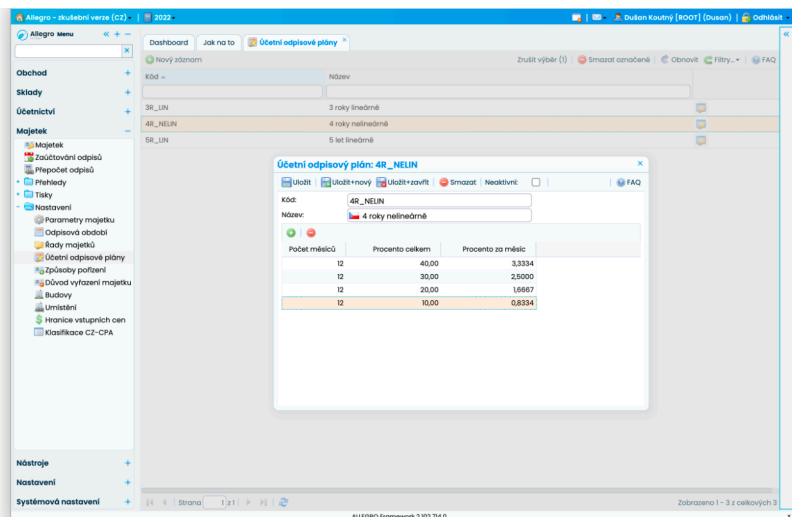 Allegro - zkušební verze (CZ)
2022
Dušan Koutný [ROOT] (Dusan)
Odhlásit
Allegro Menu
Obchod
Sklady
Účetnictví
Majetek
Majetek
Zaúčtování odpisů
Přepočet odpisů
Přehledy
Tisky
Nastavení
Parametry majetku
Odpisová období
Řady majetků
Účetní odpisové plány
Způsoby pořízení
Důvod vyřazení majetku
Budovy
Umístění
Hranice vstupních cen
Klasifikace CZ-CPA
Nástroje
Nastavení
Systémová nastavení
Dashboard Jak na to Účetní odpisové plány
Nový záznam Zrušit výběr (1) Smazat označené Obnovit Filtry... FAQ
Kód Název
3R_LIN 3 roky lineárně
4R_NELIN 4 roky nelineárně
5R_LIN 5 let lineárně
Účetní odpisový plán: 4R_NELIN
Uložit Uložit+nový Uložit+zavřít Smazat Neaktivní: FAQ
Kód: 4R_NELIN
Název: 4 roky nelineárně
Počet měsíců Procento celkem Procento za měsíc
12 40,00 3,3334
12 30,00 2,5000
12 20,00 1,6667
12 10,00 0,8334
Strana 1 z 1
Zobrazeno 1 - 3 z celkových 3
ALLEGRO Framework 2.102.714.0